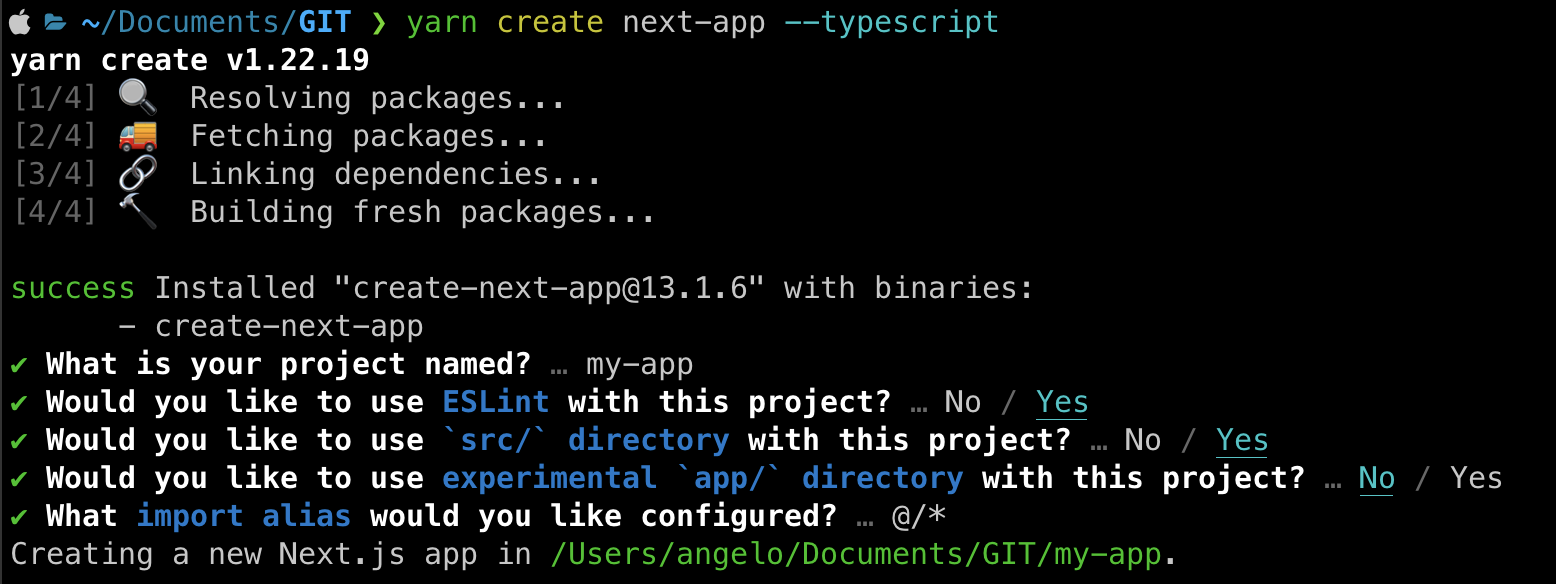 ~/Documents/GIT ❯ yarn create next-app --typescript
yarn create v1.22.19
[1/4] 🔍 Resolving packages...
[2/4] 🚚 Fetching packages...
[3/4] 🔗 Linking dependencies...
[4/4] 🔨 Building fresh packages...
success Installed "create-next-app@13.1.6" with binaries:
- create-next-app
✔ What is your project named? … my-app
✔ Would you like to use ESLint with this project? … No / Yes
✔ Would you like to use `src/` directory with this project? … No / Yes
✔ Would you like to use experimental `app/` directory with this project? … No / Yes
✔ What import alias would you like configured? … @/*
Creating a new Next.js app in /Users/angelo/Documents/GIT/my-app.